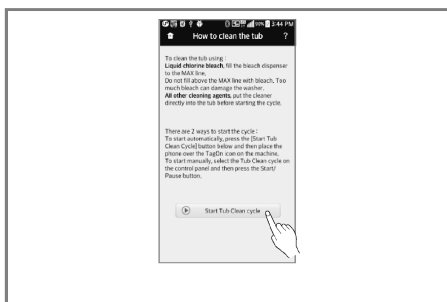 99% 3:44 PM
How to clean the tub ?
To clean the tub using :
Liquid chlorine bleach, fill the bleach dispenser
to the MAX line,
Do not fill above the MAX line with bleach, Too
much bleach can damage the washer.
All other cleaning agents, put the cleaner
directly into the tub before starting the cycle.
There are 2 ways to start the cycle :
To start automatically, press the [Start Tub
Clean Cycle] button below and then place the
phone over the TagOn icon on the machine.
To start manually, select the Tub Clean cycle on
the control panel and then press the Start/
Pause button.
Start Tub Clean cycle